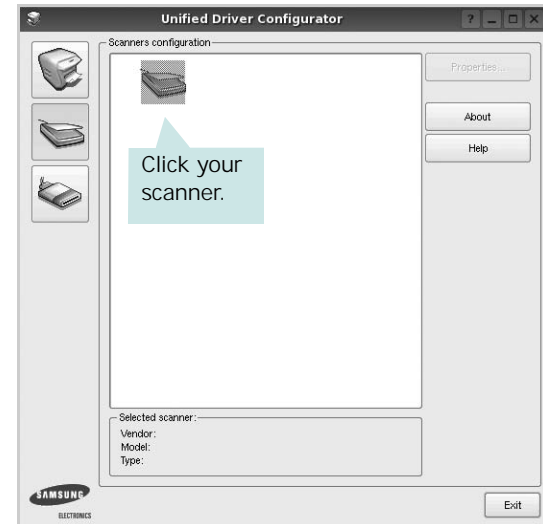 Unified Driver Configurator
Scanners configuration
Properties...
About
Help
Click your
scanner.
Selected scanner:
Vendor:
Model:
Type:
SAMSUNG
ELECTRONICS
Exit